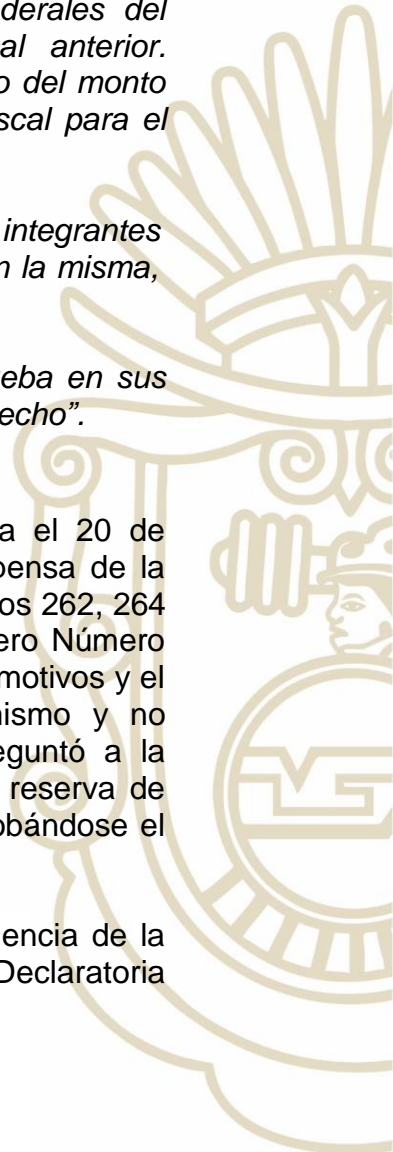 derales del
al anterior.
o del monto
scal para el
integrantes
n la misma,
eba en sus
echo”.
a el 20 de
pensa de la
os 262, 264
ero Número
motivos y el
nismo y no
eguntó a la
reserva de
obándose el
encia de la
Declaratoria